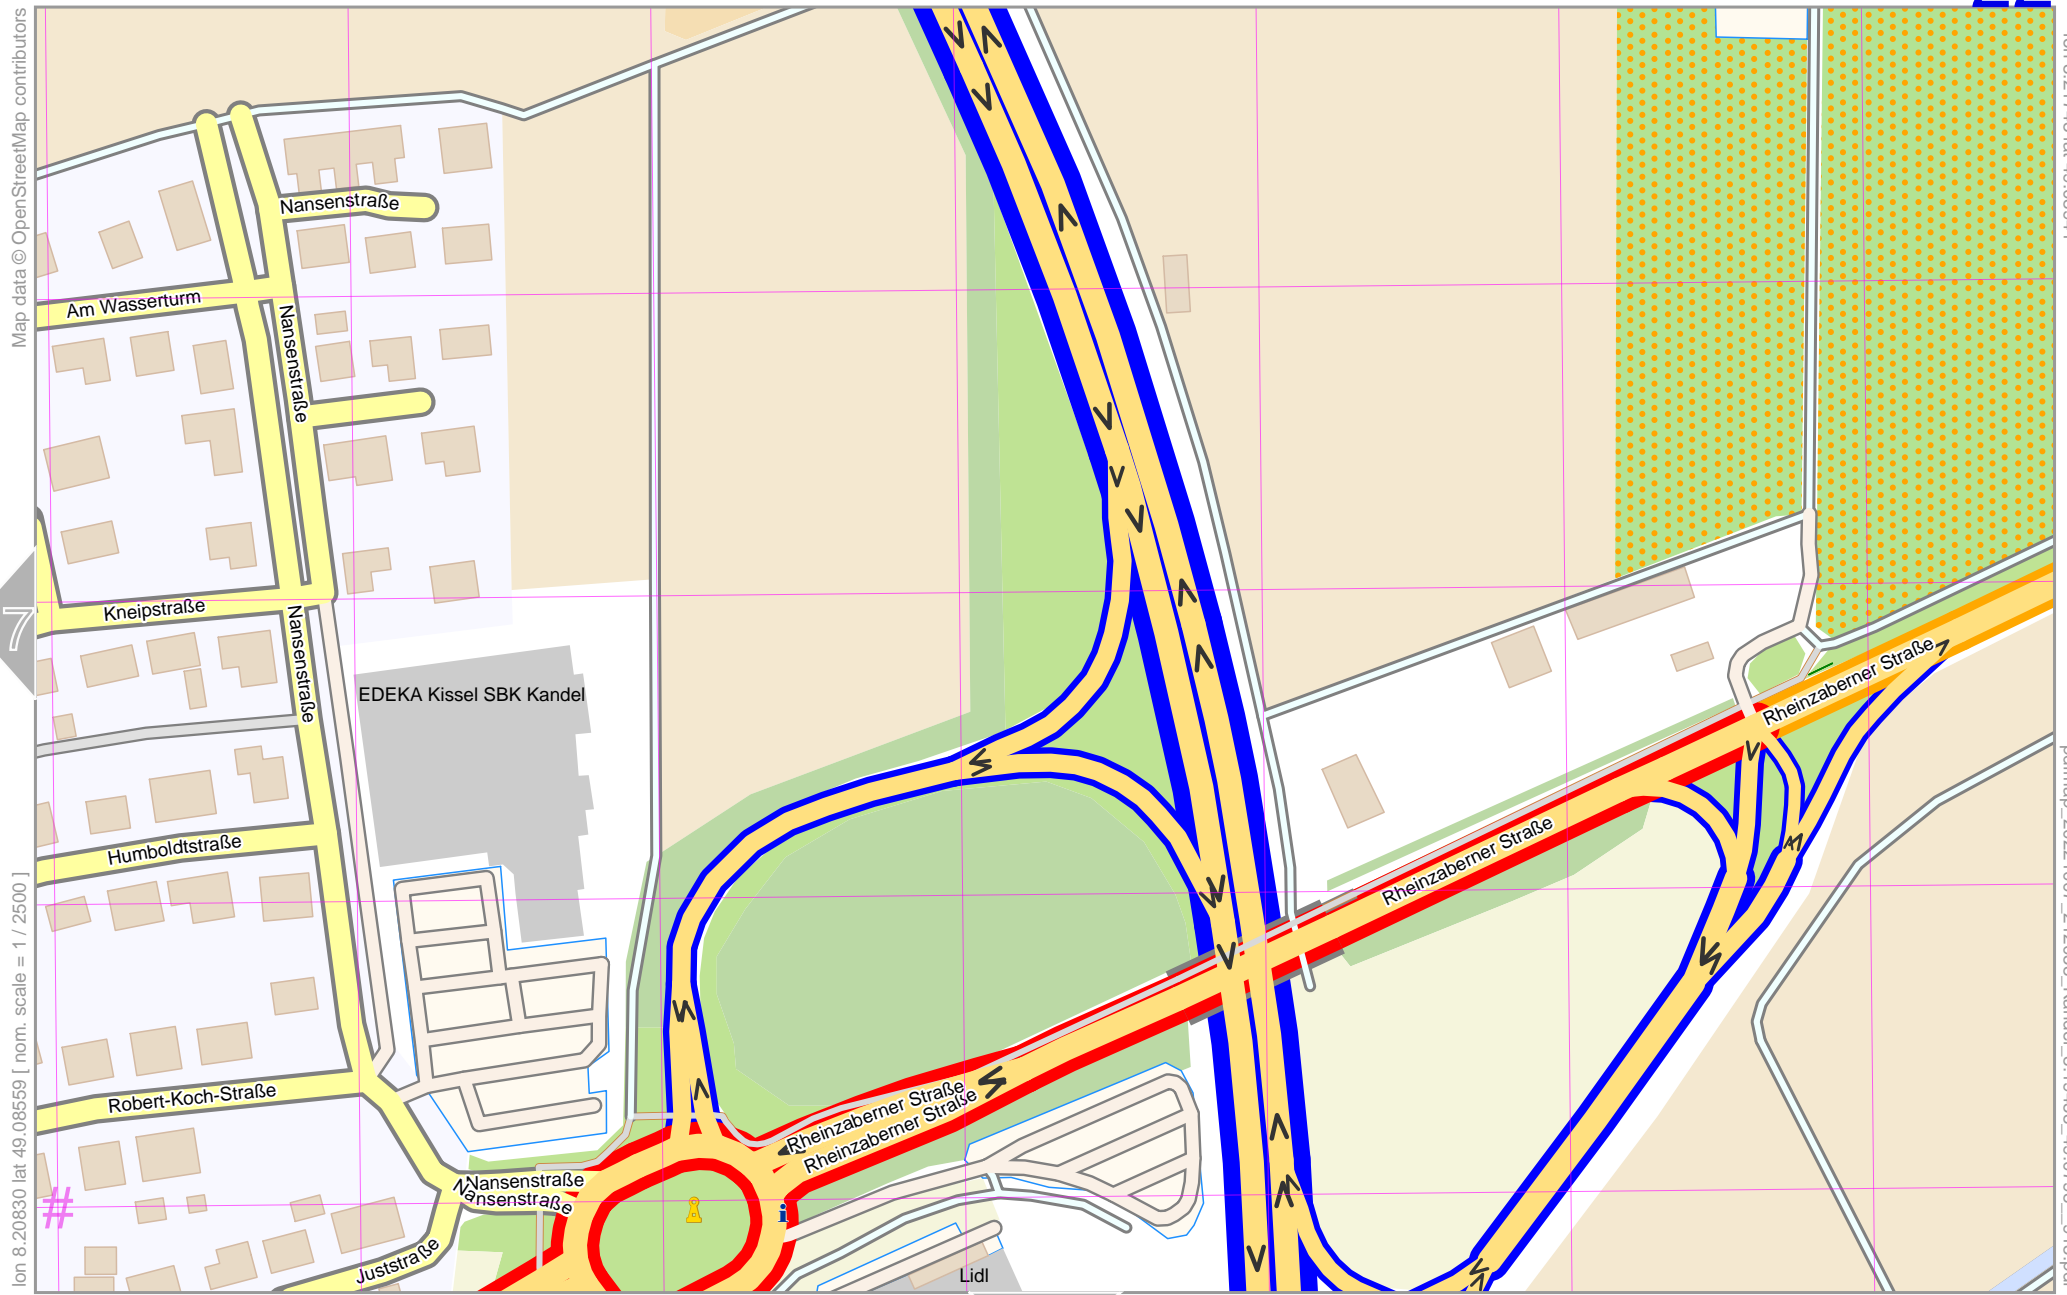 Map data © OpenStreetMap contributors
lon 8.20830 lat 49.08559 [ nom. scale = 1 / 2500 ]
7
#
Nansenstraße
Am Wasserturm
Nansenstraße
Kneipstraße
Nansenstraße
EDEKA Kissel SBK Kandel
Humboldtstraße
Robert-Koch-Straße
Nansenstraße
Nansenstraße
Juststraße
Rheinzaberner Straße
Rheinzaberner Straße
Rheinzaberner Straße
Rheinzaberner Straße
i
Lidl